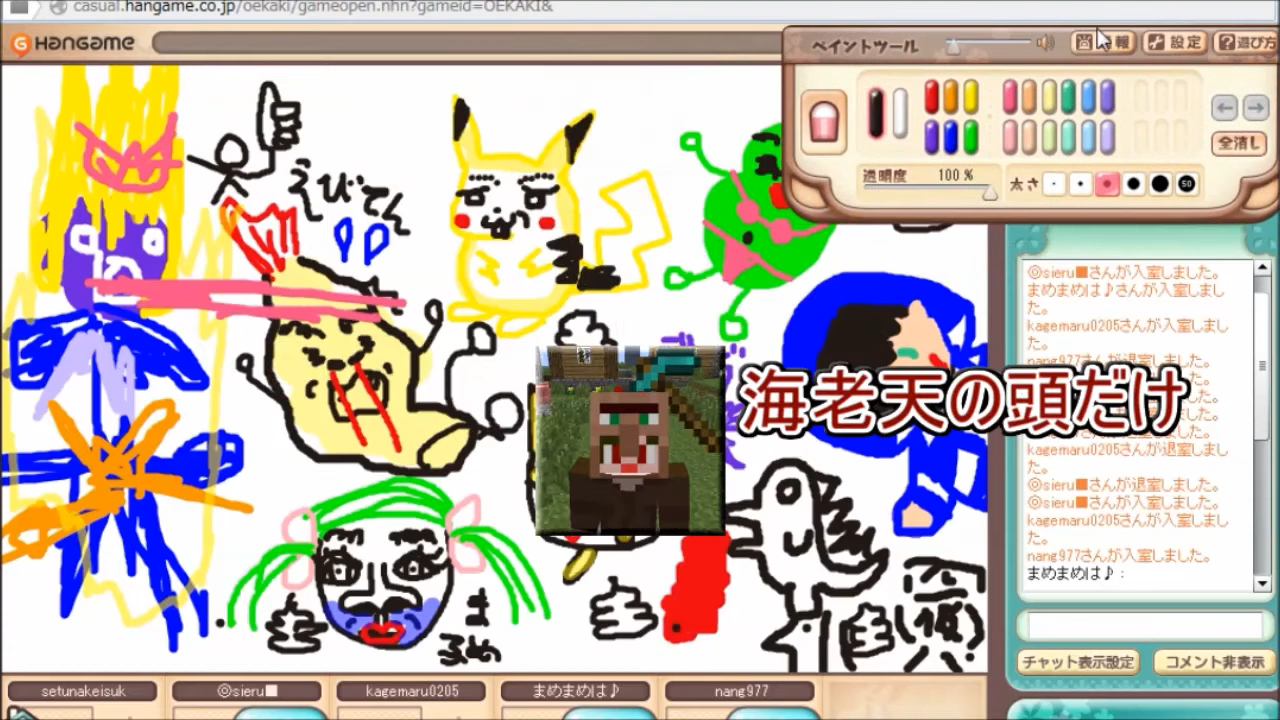 casual.hangame.co.jp/oekaki/gameopen.nhn?gameid=OEKAKI&
HANGAME
ペイントツール
設定
遊び方
全消し
透明度 100 %
太さ
50
えびてん
◎sieru■さんが入室しました。
まめまめは♪さんが入室しまし
た。
kagemaru0205さんが入室しまし
た。
nang977さんが退室しました。
海老天の頭だけ
kagemaru0205さんが退室しまし
た。
◎sieru■さんが退室しました。
◎sieru■さんが入室しました。
kagemaru0205さんが入室しまし
た。
nang977さんが入室しました。
まめまめは♪ :
(仮)
チャット表示設定
コメント非表示
setunakeisuk
◎sieru■
kagemaru0205
まめまめは♪
nang977